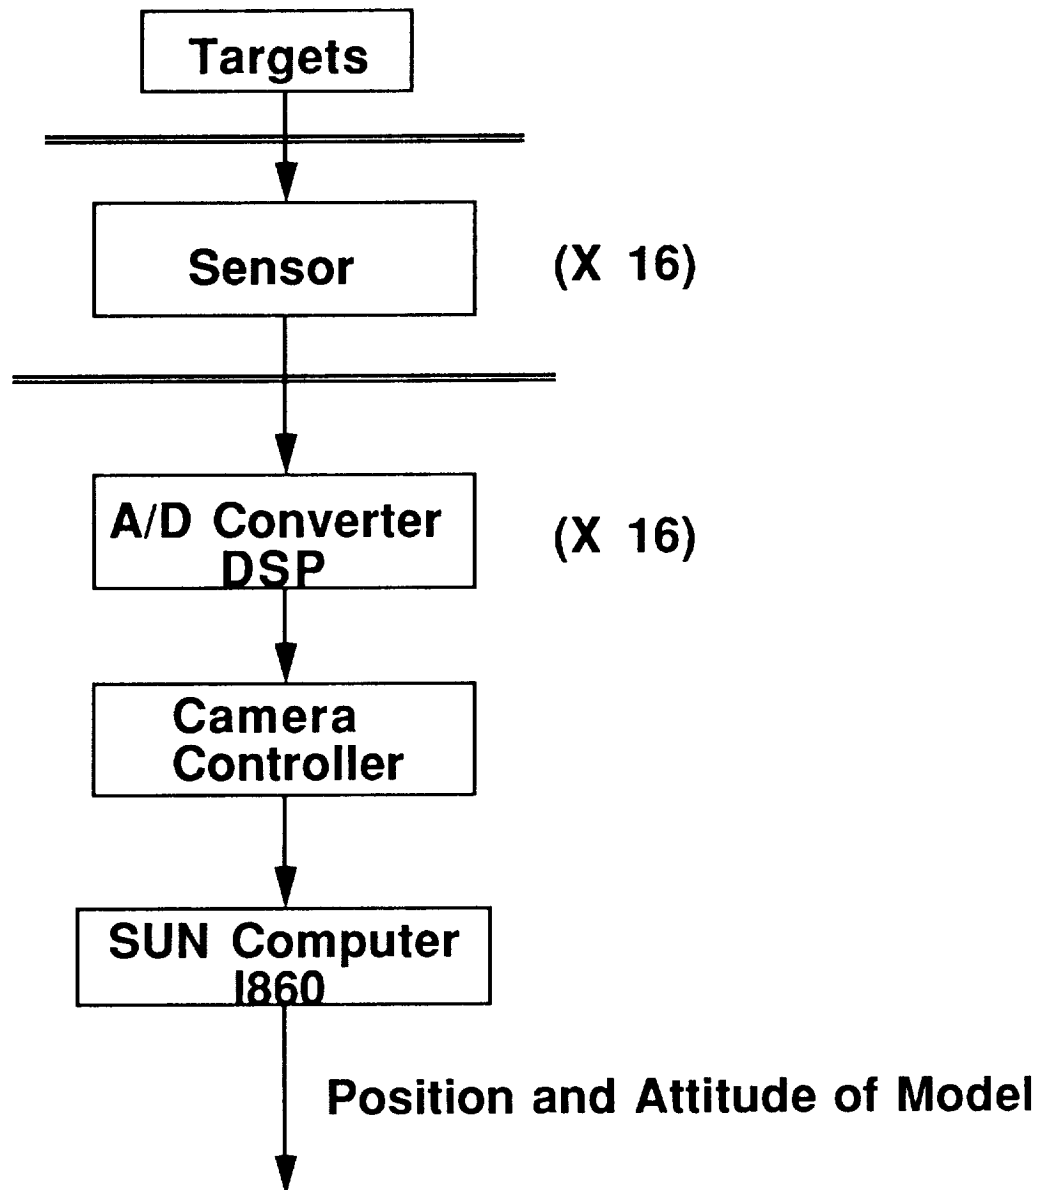 Targets
Sensor
(X 16)
A/D Converter
DSP
(X 16)
Camera
Controller
SUN Computer
I860
Position and Attitude of Model